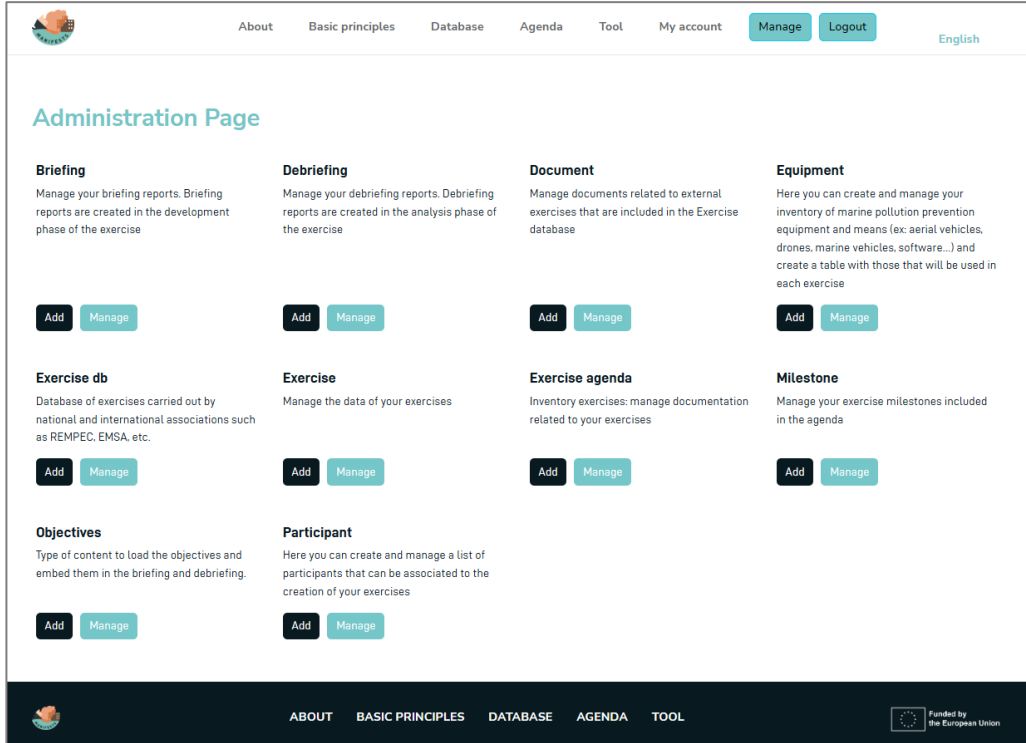 MANIFESTS
About
Basic principles
Database
Agenda
Tool
My account
Manage
Logout
English
Administration Page
Briefing
Manage your briefing reports. Briefing
reports are created in the development
phase of the exercise
Add
Manage
Debriefing
Manage your debriefing reports. Debriefing
reports are created in the analysis phase of
the exercise
Add
Manage
Document
Manage documents related to external
exercises that are included in the Exercise
database
Add
Manage
Equipment
Here you can create and manage your
inventory of marine pollution prevention
equipment and means (ex: aerial vehicles,
drones, marine vehicles, software...) and
create a table with those that will be used in
each exercise
Add
Manage
Exercise db
Database of exercises carried out by
national and international associations such
as REMPEC, EMSA, etc.
Add
Manage
Exercise
Manage the data of your exercises
Add
Manage
Exercise agenda
Inventory exercises: manage documentation
related to your exercises
Add
Manage
Milestone
Manage your exercise milestones included
in the agenda
Add
Manage
Objectives
Type of content to load the objectives and
embed them in the briefing and debriefing.
Add
Manage
Participant
Here you can create and manage a list of
participants that can be associated to the
creation of your exercises
Add
Manage
ABOUT
BASIC PRINCIPLES
DATABASE
AGENDA
TOOL
Funded by
the European Union